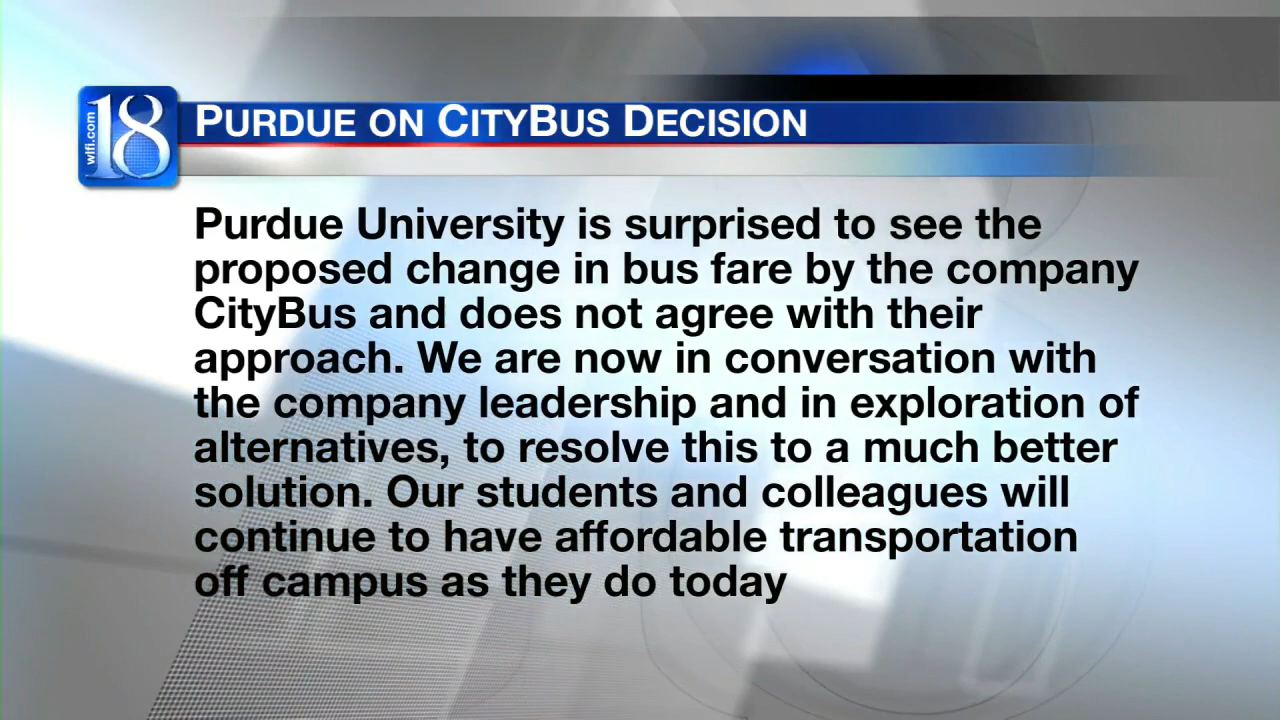 wlfi.com
18
PURDUE ON CITYBUS DECISION
Purdue University is surprised to see the
proposed change in bus fare by the company
CityBus and does not agree with their
approach. We are now in conversation with
the company leadership and in exploration of
alternatives, to resolve this to a much better
solution. Our students and colleagues will
continue to have affordable transportation
off campus as they do today